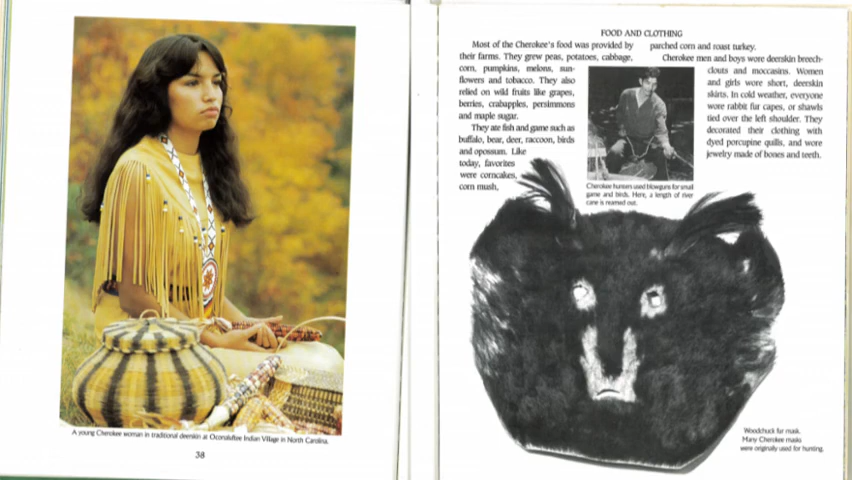 A young Cherokee woman in traditional deerskin at Oconaluftee Indian Village in North Carolina.
38
FOOD AND CLOTHING
Most of the Cherokee's food was provided by
their farms. They grew peas, potatoes, cabbage,
corn, pumpkins, melons, sun-
flowers and tobacco. They also
relied on wild fruits like grapes,
berries, crabapples, persimmons
and maple sugar.
They ate fish and game such as
buffalo, bear, deer, raccoon, birds
and opossum. Like
today, favorites
were corncakes,
corn mush,
parched corn and roast turkey.
Cherokee men and boys wore deerskin breech-
clouts and moccasins. Women
and girls wore short, deerskin
skirts. In cold weather, everyone
wore rabbit fur capes, or shawls
tied over the left shoulder. They
decorated their clothing with
dyed porcupine quills, and wore
jewelry made of bones and teeth.
Cherokee hunters used blowguns for small
game and birds. Here, a length of river
cane is reamed out.
Woodchuck fur mask.
Many Cherokee masks
were originally used for hunting.